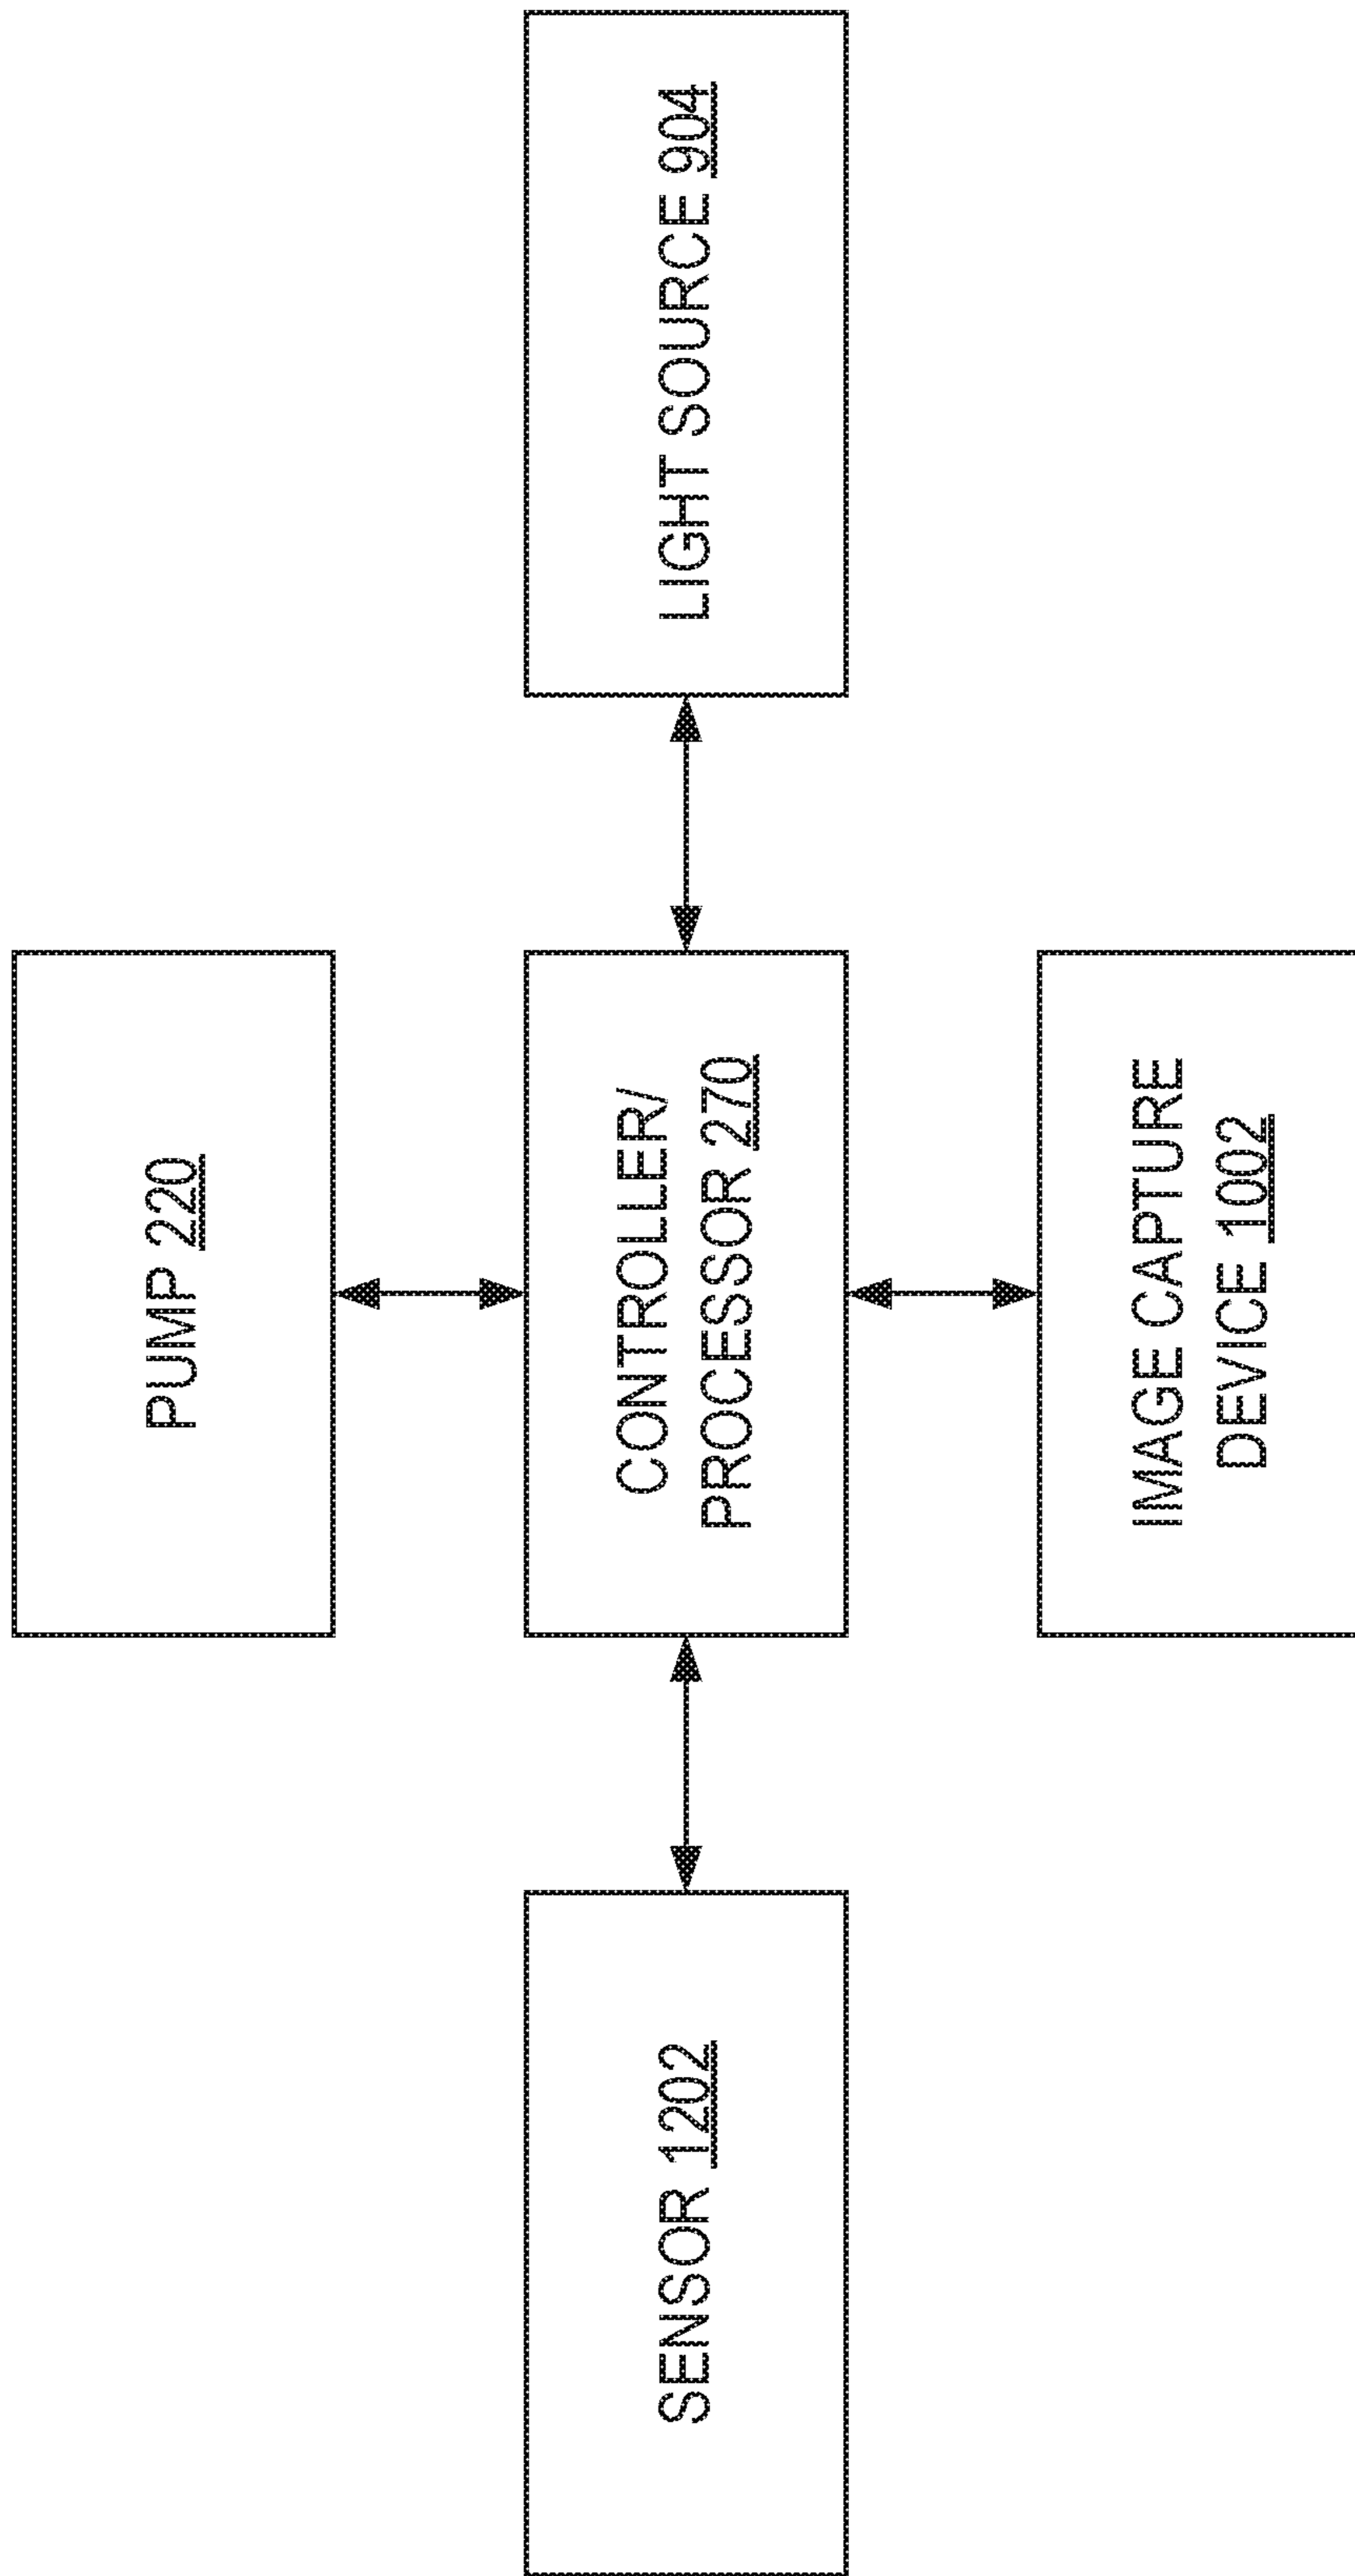 PUMP 220
SENSOR 1202
CONTROLLER/
PROCESSOR 270
LIGHT SOURCE 904
IMAGE CAPTURE
DEVICE 1002